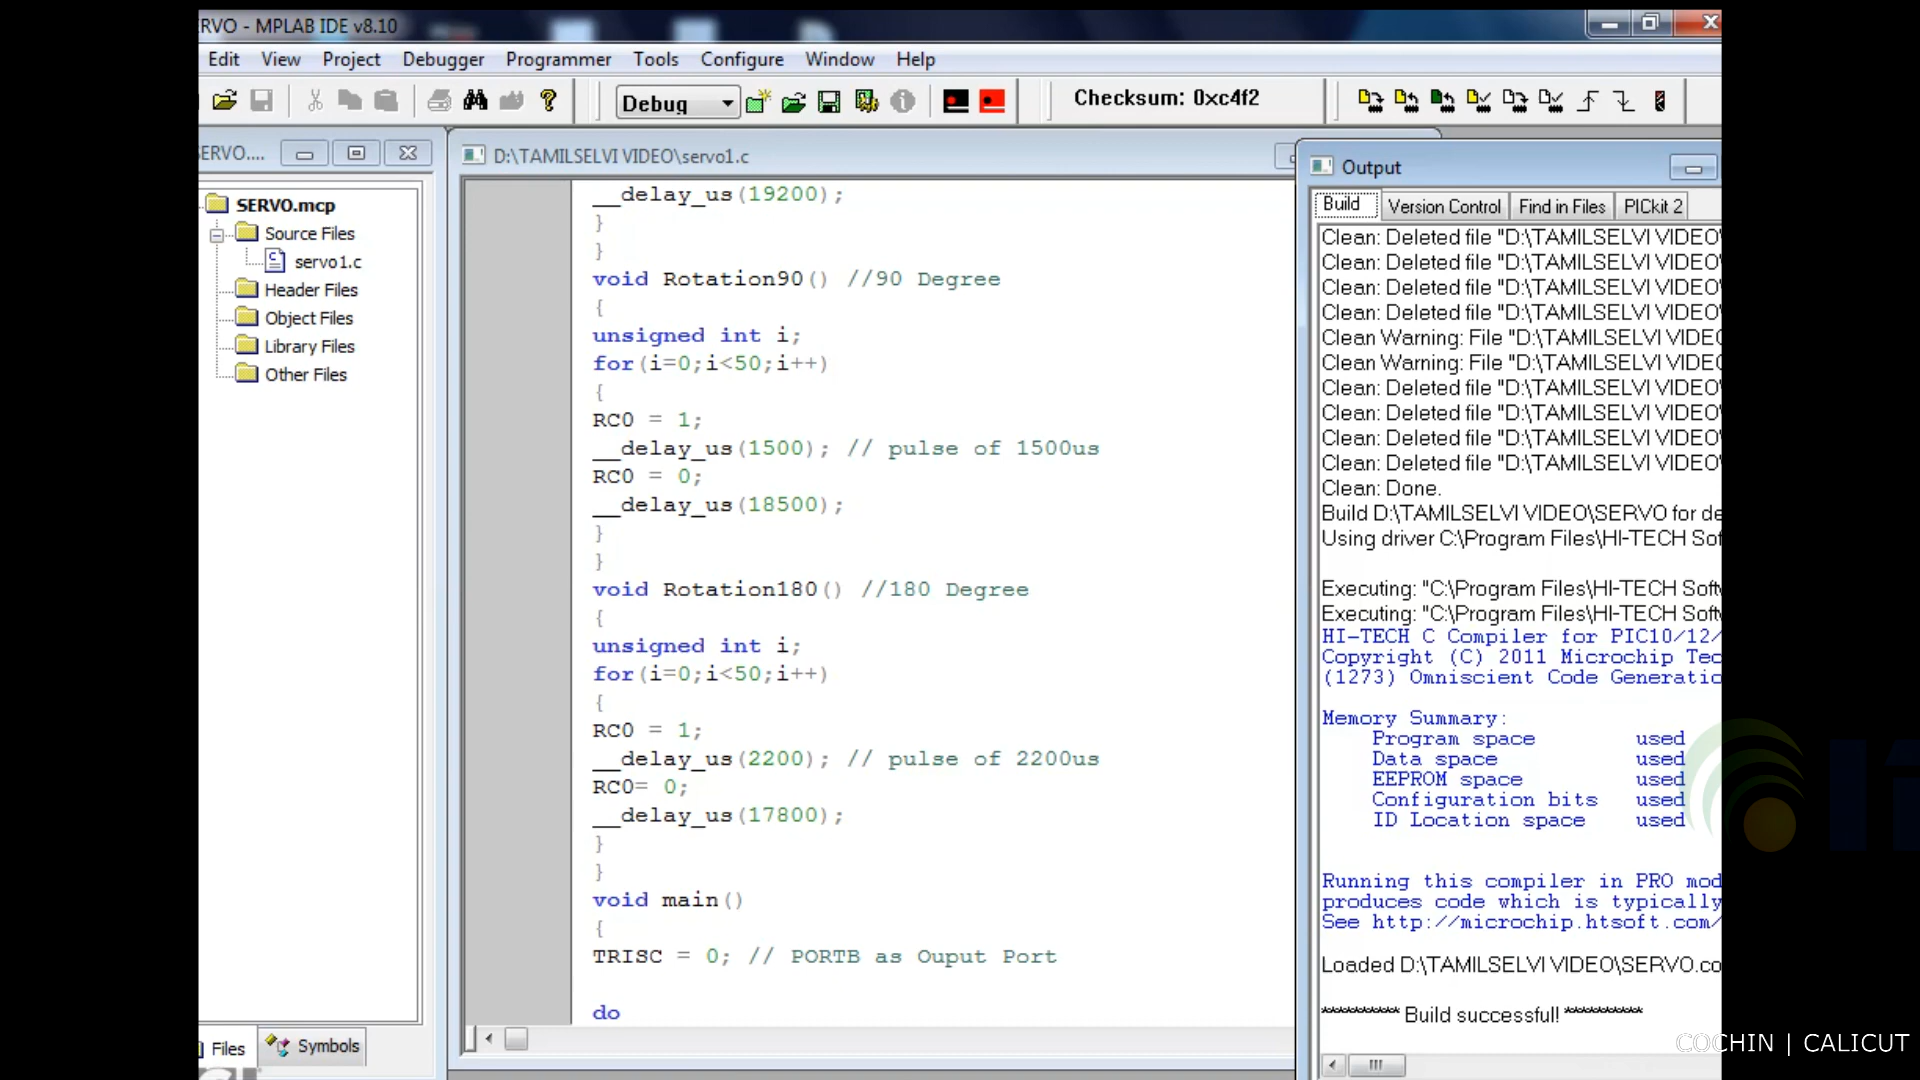 ERVO - MPLAB IDE v8.10
Edit View Project Debugger Programmer Tools Configure Window Help
Debug
Checksum: 0xc4f2
ERVO....
SERVO.mcp
Source Files
servo1.c
Header Files
Object Files
Library Files
Other Files
Files
Symbols
D:\TAMILSELVI VIDEO\servo1.c
__delay_us(19200);
}
}
void Rotation90() //90 Degree
{
unsigned int i;
for(i=0;i<50;i++)
{
RC0 = 1;
__delay_us(1500); // pulse of 1500us
RC0 = 0;
__delay_us(18500);
}
}
void Rotation180() //180 Degree
{
unsigned int i;
for(i=0;i<50;i++)
{
RC0 = 1;
__delay_us(2200); // pulse of 2200us
RC0= 0;
__delay_us(17800);
}
}
void main()
{
TRISC = 0; // PORTB as Ouput Port
do
Output
Build Version Control Find in Files PICkit 2
Clean: Deleted file "D:\TAMILSELVI VIDEO\
Clean: Deleted file "D:\TAMILSELVI VIDEO\
Clean: Deleted file "D:\TAMILSELVI VIDEO\
Clean: Deleted file "D:\TAMILSELVI VIDEO\
Clean Warning: File "D:\TAMILSELVI VIDEO
Clean Warning: File "D:\TAMILSELVI VIDEO
Clean: Deleted file "D:\TAMILSELVI VIDEO\
Clean: Deleted file "D:\TAMILSELVI VIDEO\
Clean: Deleted file "D:\TAMILSELVI VIDEO\
Clean: Deleted file "D:\TAMILSELVI VIDEO\
Clean: Done.
Build D:\TAMILSELVI VIDEO\SERVO for de
Using driver C:\Program Files\HI-TECH Sof
Executing: "C:\Program Files\HI-TECH Softw
Executing: "C:\Program Files\HI-TECH Softw
HI-TECH C Compiler for PIC10/12/
Copyright (C) 2011 Microchip Tec
(1273) Omniscient Code Generatio
Memory Summary:
Program space used
Data space used
EEPROM space used
Configuration bits used
ID Location space used
Running this compiler in PRO mod
produces code which is typically
See http://microchip.htsoft.com/
Loaded D:\TAMILSELVI VIDEO\SERVO.co
********** Build successful! **********
COCHIN | CALICUT